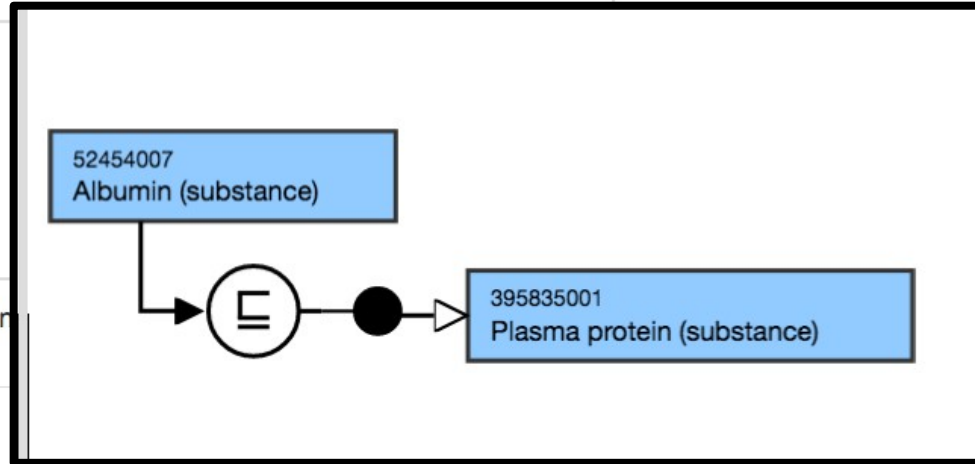 52454007
Albumin (substance)
⊑
395835001
Plasma protein (substance)